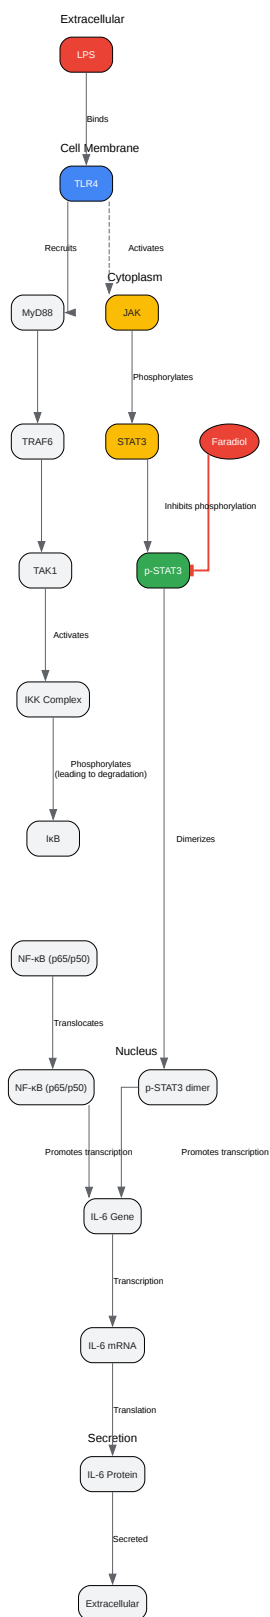 Extracellular
LPS
Binds
Cell Membrane
TLR4
Recruits
Activates
Cytoplasm
MyD88
JAK
Phosphorylates
TRAF6
STAT3
Faradiol
Inhibits phosphorylation
TAK1
p-STAT3
Activates
IKK Complex
Phosphorylates
(leading to degradation)
IκB
Dimerizes
NF-κB (p65/p50)
Translocates
Nucleus
NF-κB (p65/p50)
p-STAT3 dimer
Promotes transcription
Promotes transcription
IL-6 Gene
Transcription
IL-6 mRNA
Translation
Secretion
IL-6 Protein
Secreted
Extracellular